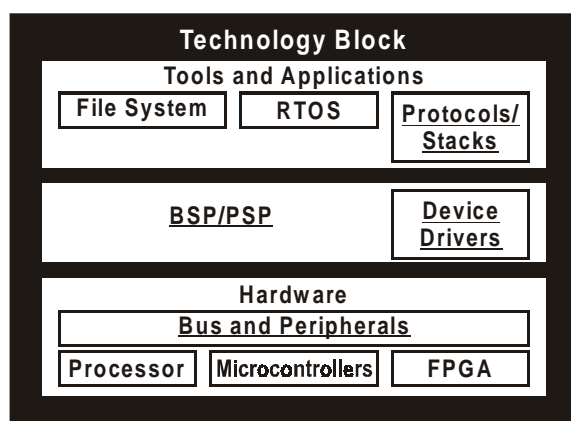 Technology Block
Tools and Applications
File System
RTOS
Protocols/
Stacks
BSP/PSP
Device
Drivers
Hardware
Bus and Peripherals
Processor
Microcontrollers
FPGA